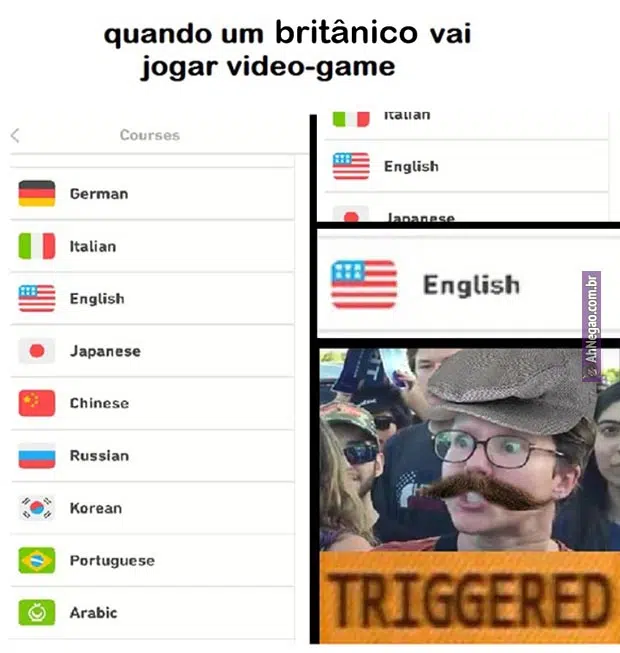 quando um britânico vai
jogar video-game
Courses
German
Italian
English
Japanese
Chinese
Russian
Korean
Portuguese
Arabic
Italian
English
Japanese
English
AhNegao.com.br
TRIGGERED